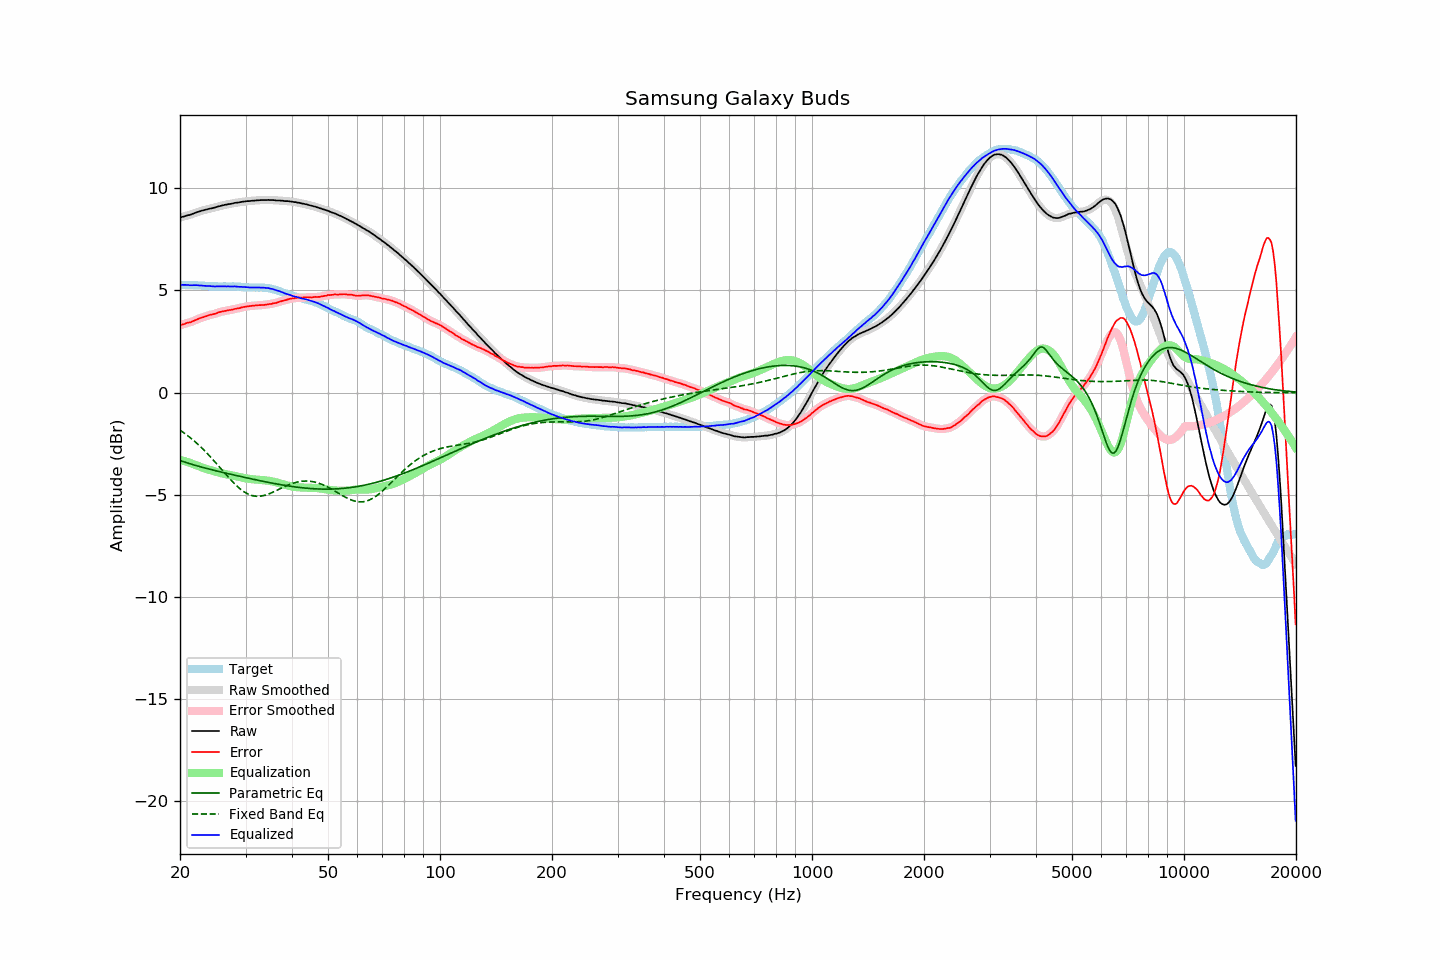 Samsung Galaxy Buds
Amplitude (dBr)
10
5
0
−5
−10
−15
−20
Target
Raw Smoothed
Error Smoothed
Raw
Error
Equalization
Parametric Eq
Fixed Band Eq
Equalized
20 50 100 200 500 1000 2000 5000 10000 20000
Frequency (Hz)